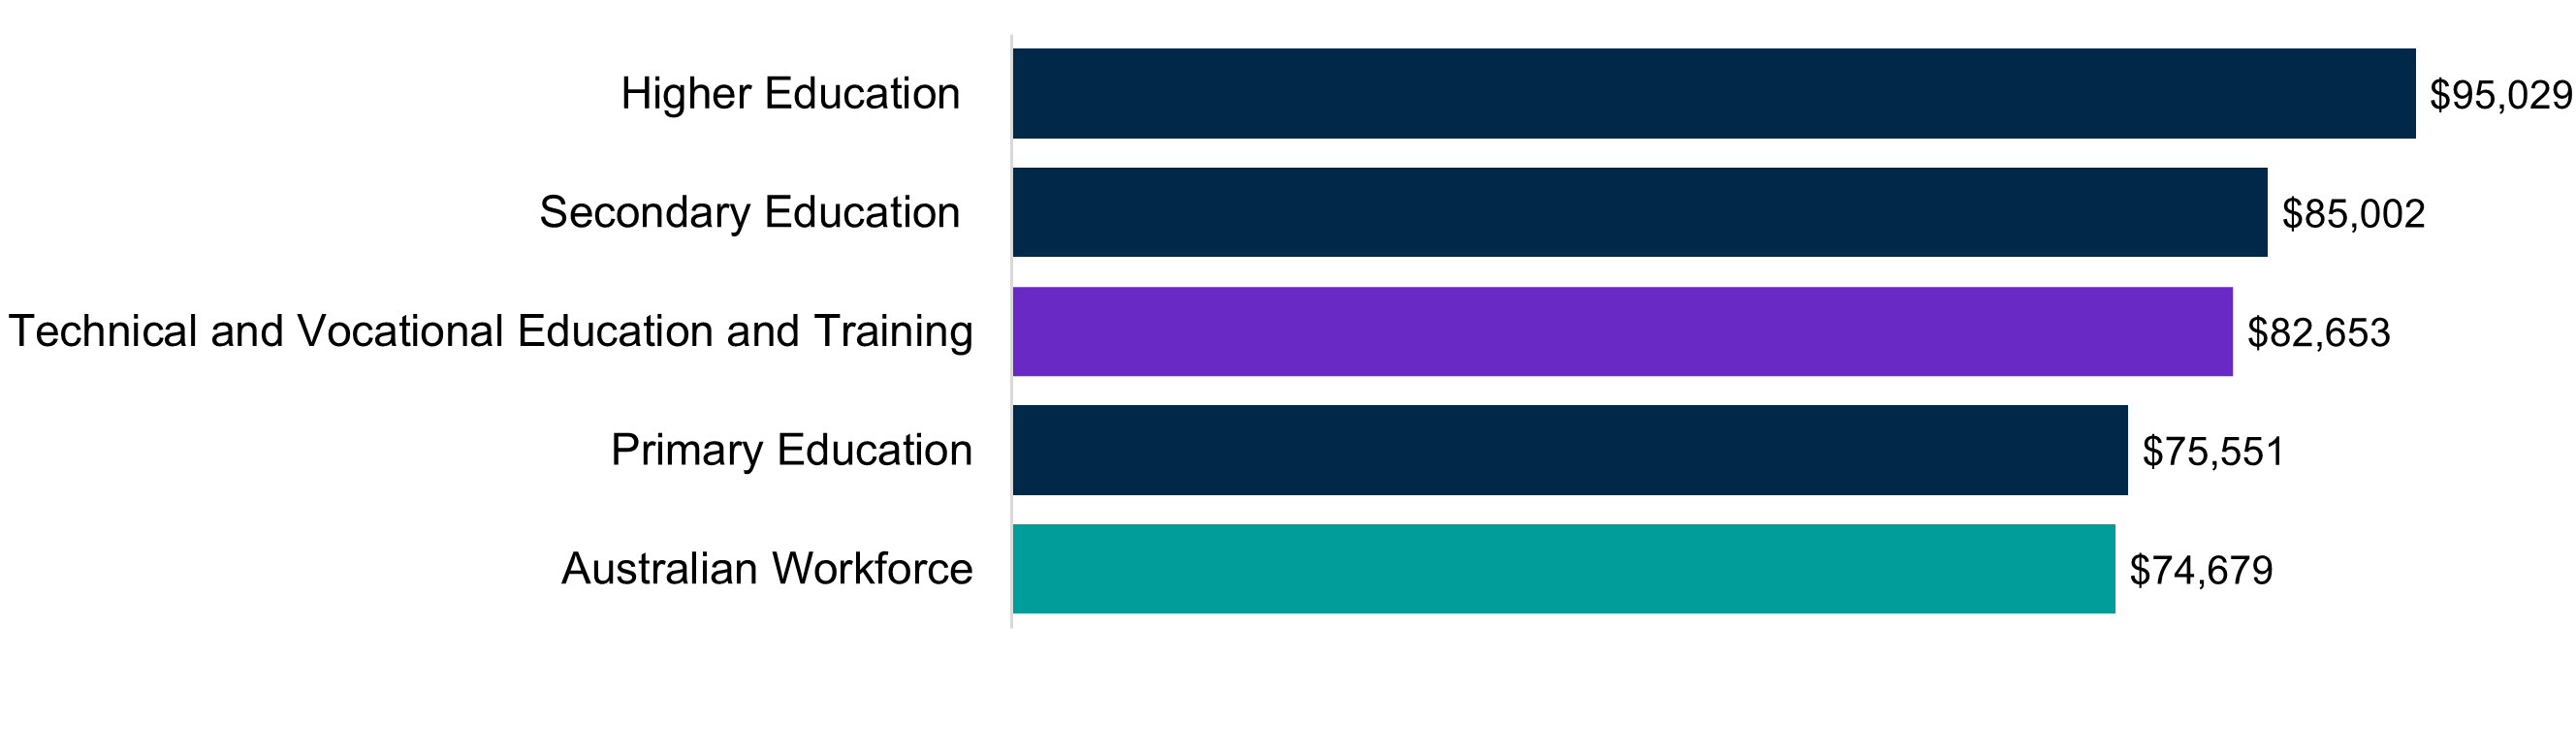 Higher Education $95,029
Secondary Education $85,002
Technical and Vocational Education and Training $82,653
Primary Education $75,551
Australian Workforce $74,679